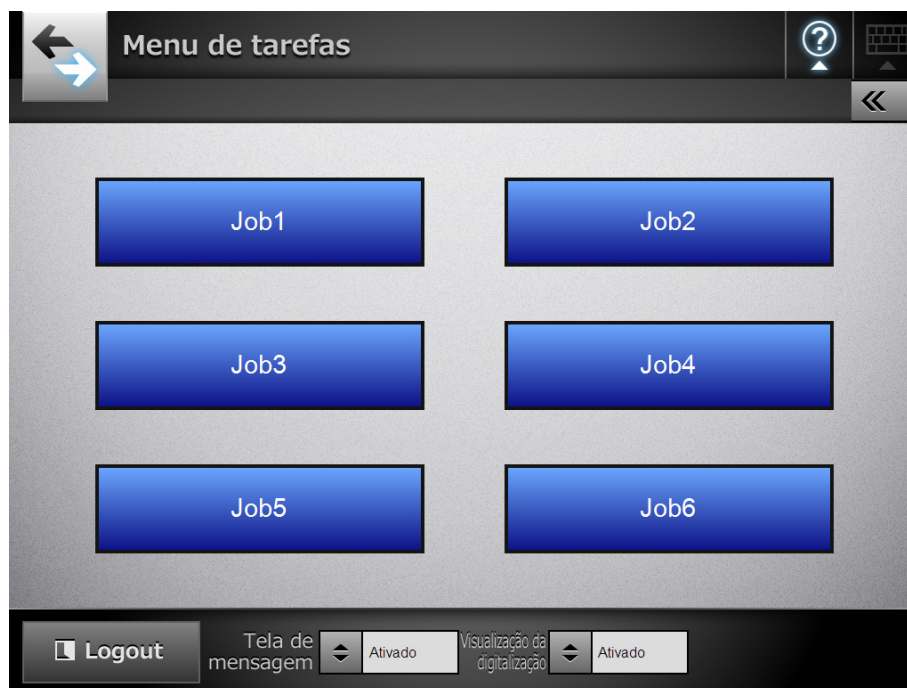 Menu de tarefas
?
Job1 Job2
Job3 Job4
Job5 Job6
Logout
Tela de
mensagem
Ativado
Visualização da
digitalização
Ativado